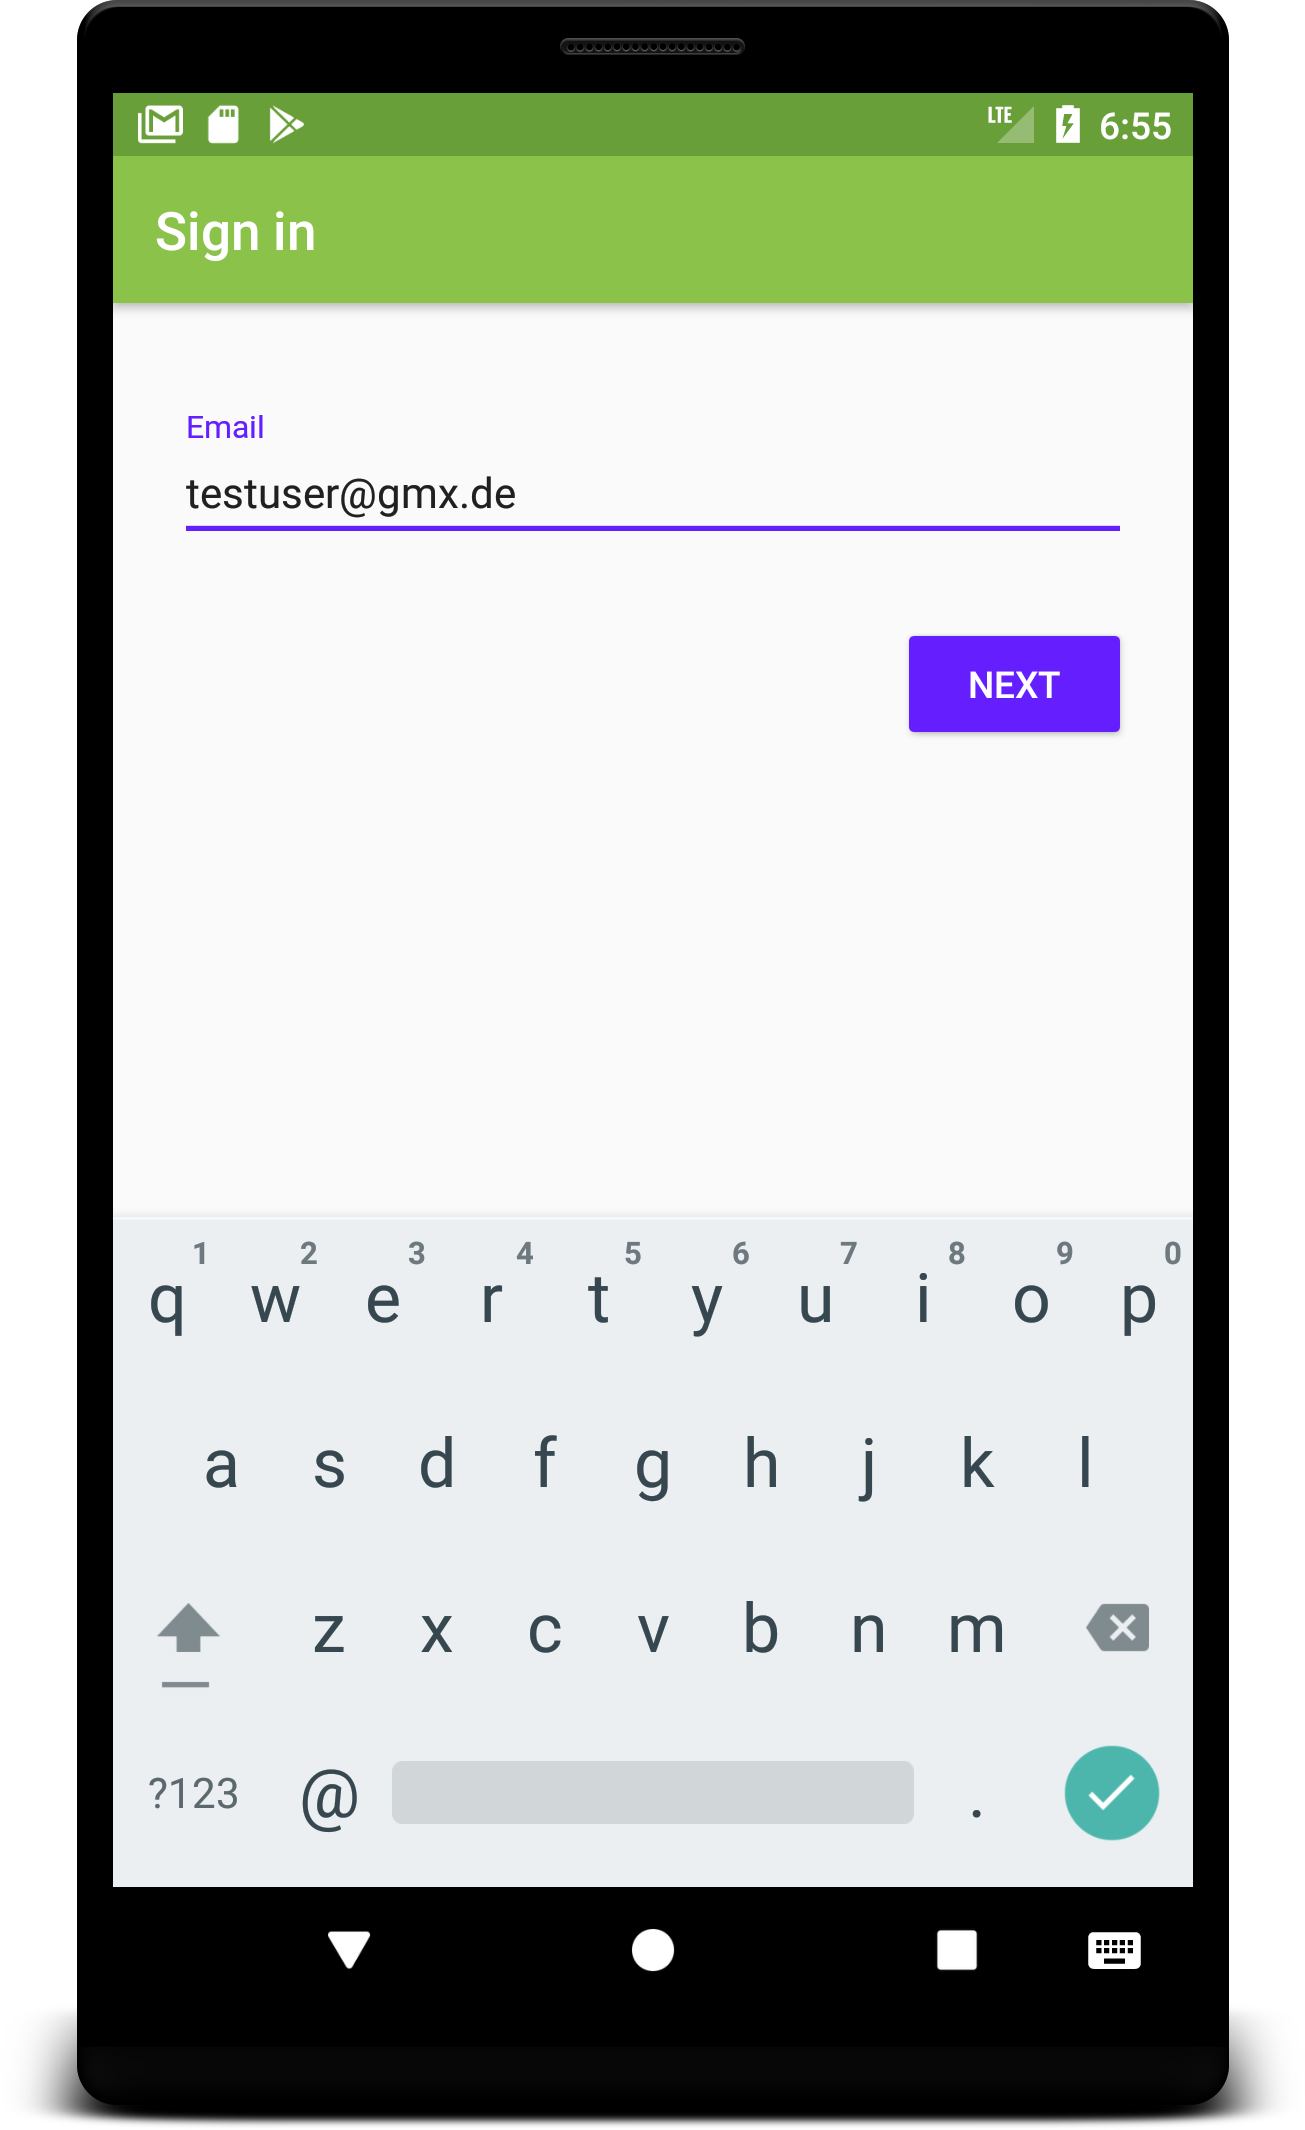 LTE 6:55
Sign in
Email
testuser@gmx.de
NEXT
1 2 3 4 5 6 7 8 9 0
q w e r t y u i o p
a s d f g h j k l
z x c v b n m
?123 @ .